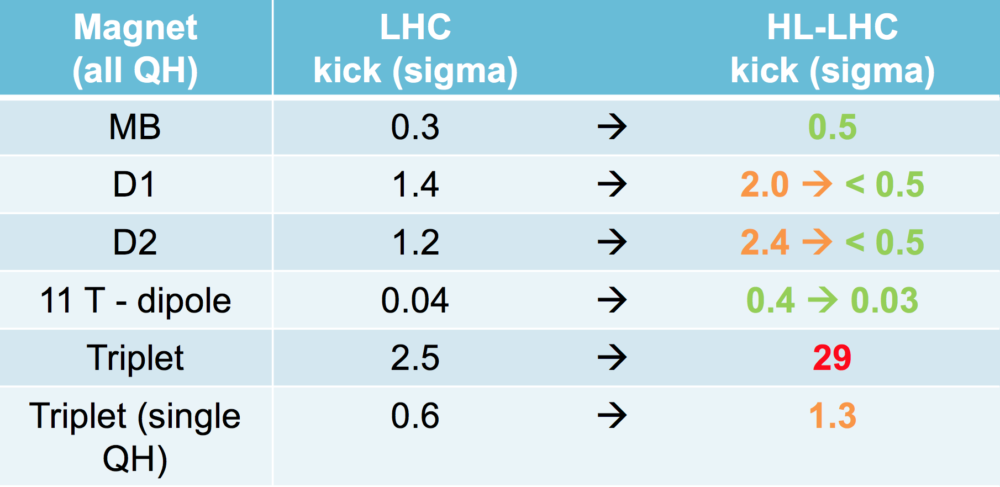 Magnet
(all QH)
LHC
kick (sigma)
HL-LHC
kick (sigma)
MB 0.3 → 0.5
D1 1.4 → 2.0 → < 0.5
D2 1.2 → 2.4 → < 0.5
11 T - dipole 0.04 → 0.4 → 0.03
Triplet 2.5 → 29
Triplet (single
QH)
0.6 → 1.3